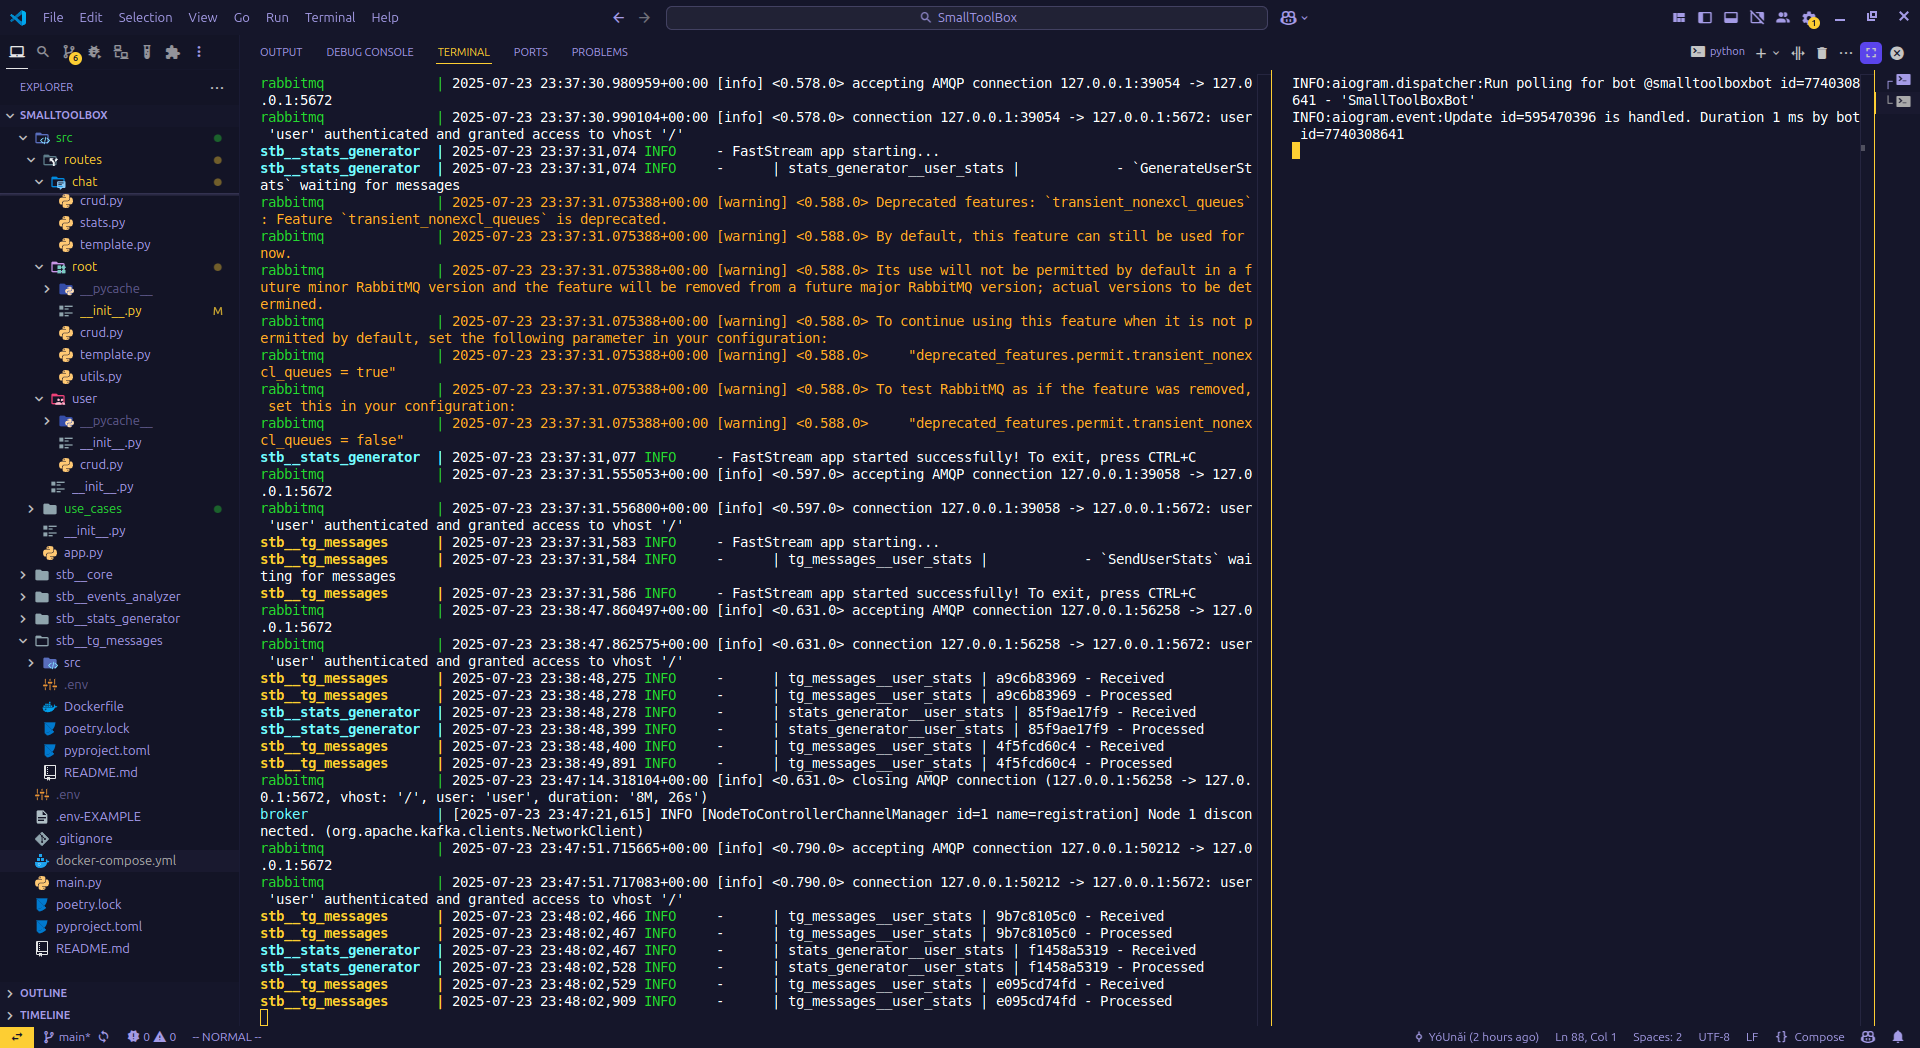 File Edit Selection View Go Run Terminal Help
SmallToolBox
1
6
OUTPUT DEBUG CONSOLE TERMINAL PORTS PROBLEMS
python
EXPLORER
SMALLTOOLBOX
src
routes
chat
crud.py
stats.py
template.py
root
__pycache__
__init__.py M
crud.py
template.py
utils.py
user
__pycache__
__init__.py
crud.py
__init__.py
use_cases
__init__.py
app.py
stb__core
stb__events_analyzer
stb__stats_generator
stb__tg_messages
src
.env
Dockerfile
poetry.lock
pyproject.toml
README.md
.env
.env-EXAMPLE
.gitignore
docker-compose.yml
main.py
poetry.lock
pyproject.toml
README.md
OUTLINE
TIMELINE
rabbitmq | 2025-07-23 23:37:30.980959+00:00 [info] <0.578.0> accepting AMQP connection 127.0.0.1:39054 -> 127.0
.0.1:5672
rabbitmq | 2025-07-23 23:37:30.990104+00:00 [info] <0.578.0> connection 127.0.0.1:39054 -> 127.0.0.1:5672: user
'user' authenticated and granted access to vhost '/'
stb__stats_generator | 2025-07-23 23:37:31,074 INFO - FastStream app starting...
stb__stats_generator | 2025-07-23 23:37:31,074 INFO - | stats_generator__user_stats | - `GenerateUserSt
ats` waiting for messages
rabbitmq | 2025-07-23 23:37:31.075388+00:00 [warning] <0.588.0> Deprecated features: `transient_nonexcl_queues`
: Feature `transient_nonexcl_queues` is deprecated.
rabbitmq | 2025-07-23 23:37:31.075388+00:00 [warning] <0.588.0> By default, this feature can still be used for
now.
rabbitmq | 2025-07-23 23:37:31.075388+00:00 [warning] <0.588.0> Its use will not be permitted by default in a f
uture minor RabbitMQ version and the feature will be removed from a future major RabbitMQ version; actual versions to be det
ermined.
rabbitmq | 2025-07-23 23:37:31.075388+00:00 [warning] <0.588.0> To continue using this feature when it is not p
ermitted by default, set the following parameter in your configuration:
rabbitmq | 2025-07-23 23:37:31.075388+00:00 [warning] <0.588.0> "deprecated_features.permit.transient_nonex
cl_queues = true"
rabbitmq | 2025-07-23 23:37:31.075388+00:00 [warning] <0.588.0> To test RabbitMQ as if the feature was removed,
set this in your configuration:
rabbitmq | 2025-07-23 23:37:31.075388+00:00 [warning] <0.588.0> "deprecated_features.permit.transient_nonex
cl_queues = false"
stb__stats_generator | 2025-07-23 23:37:31,077 INFO - FastStream app started successfully! To exit, press CTRL+C
rabbitmq | 2025-07-23 23:37:31.555053+00:00 [info] <0.597.0> accepting AMQP connection 127.0.0.1:39058 -> 127.0
.0.1:5672
rabbitmq | 2025-07-23 23:37:31.556800+00:00 [info] <0.597.0> connection 127.0.0.1:39058 -> 127.0.0.1:5672: user
'user' authenticated and granted access to vhost '/'
stb__tg_messages | 2025-07-23 23:37:31,583 INFO - FastStream app starting...
stb__tg_messages | 2025-07-23 23:37:31,584 INFO - | tg_messages__user_stats | - `SendUserStats` wai
ting for messages
stb__tg_messages | 2025-07-23 23:37:31,586 INFO - FastStream app started successfully! To exit, press CTRL+C
rabbitmq | 2025-07-23 23:38:47.860497+00:00 [info] <0.631.0> accepting AMQP connection 127.0.0.1:56258 -> 127.0
.0.1:5672
rabbitmq | 2025-07-23 23:38:47.862575+00:00 [info] <0.631.0> connection 127.0.0.1:56258 -> 127.0.0.1:5672: user
'user' authenticated and granted access to vhost '/'
stb__tg_messages | 2025-07-23 23:38:48,275 INFO - | tg_messages__user_stats | a9c6b83969 - Received
stb__tg_messages | 2025-07-23 23:38:48,278 INFO - | tg_messages__user_stats | a9c6b83969 - Processed
stb__stats_generator | 2025-07-23 23:38:48,278 INFO - | stats_generator__user_stats | 85f9ae17f9 - Received
stb__stats_generator | 2025-07-23 23:38:48,399 INFO - | stats_generator__user_stats | 85f9ae17f9 - Processed
stb__tg_messages | 2025-07-23 23:38:48,400 INFO - | tg_messages__user_stats | 4f5fcd60c4 - Received
stb__tg_messages | 2025-07-23 23:38:49,891 INFO - | tg_messages__user_stats | 4f5fcd60c4 - Processed
rabbitmq | 2025-07-23 23:47:14.318104+00:00 [info] <0.631.0> closing AMQP connection (127.0.0.1:56258 -> 127.0.
0.1:5672, vhost: '/', user: 'user', duration: '8M, 26s')
broker | [2025-07-23 23:47:21,615] INFO [NodeToControllerChannelManager id=1 name=registration] Node 1 discon
nected. (org.apache.kafka.clients.NetworkClient)
rabbitmq | 2025-07-23 23:47:51.715665+00:00 [info] <0.790.0> accepting AMQP connection 127.0.0.1:50212 -> 127.0
.0.1:5672
rabbitmq | 2025-07-23 23:47:51.717083+00:00 [info] <0.790.0> connection 127.0.0.1:50212 -> 127.0.0.1:5672: user
'user' authenticated and granted access to vhost '/'
stb__tg_messages | 2025-07-23 23:48:02,466 INFO - | tg_messages__user_stats | 9b7c8105c0 - Received
stb__tg_messages | 2025-07-23 23:48:02,467 INFO - | tg_messages__user_stats | 9b7c8105c0 - Processed
stb__stats_generator | 2025-07-23 23:48:02,467 INFO - | stats_generator__user_stats | f1458a5319 - Received
stb__stats_generator | 2025-07-23 23:48:02,528 INFO - | stats_generator__user_stats | f1458a5319 - Processed
stb__tg_messages | 2025-07-23 23:48:02,529 INFO - | tg_messages__user_stats | e095cd74fd - Received
stb__tg_messages | 2025-07-23 23:48:02,909 INFO - | tg_messages__user_stats | e095cd74fd - Processed
INFO:aiogram.dispatcher:Run polling for bot @smalltoolboxbot id=7740308
641 - 'SmallToolBoxBot'
INFO:aiogram.event:Update id=595470396 is handled. Duration 1 ms by bot
id=7740308641
main* 0 0 -- NORMAL -- YóUnǎi (2 hours ago) Ln 88, Col 1 Spaces: 2 UTF-8 LF {} Compose